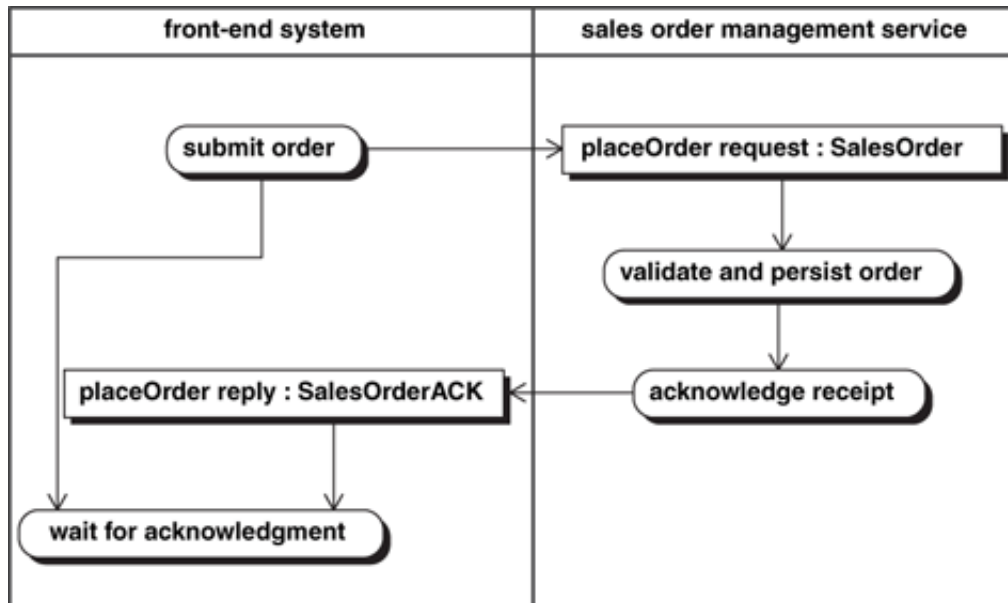 front-end system
sales order management service
submit order
placeOrder request : SalesOrder
validate and persist order
placeOrder reply : SalesOrderACK
acknowledge receipt
wait for acknowledgment